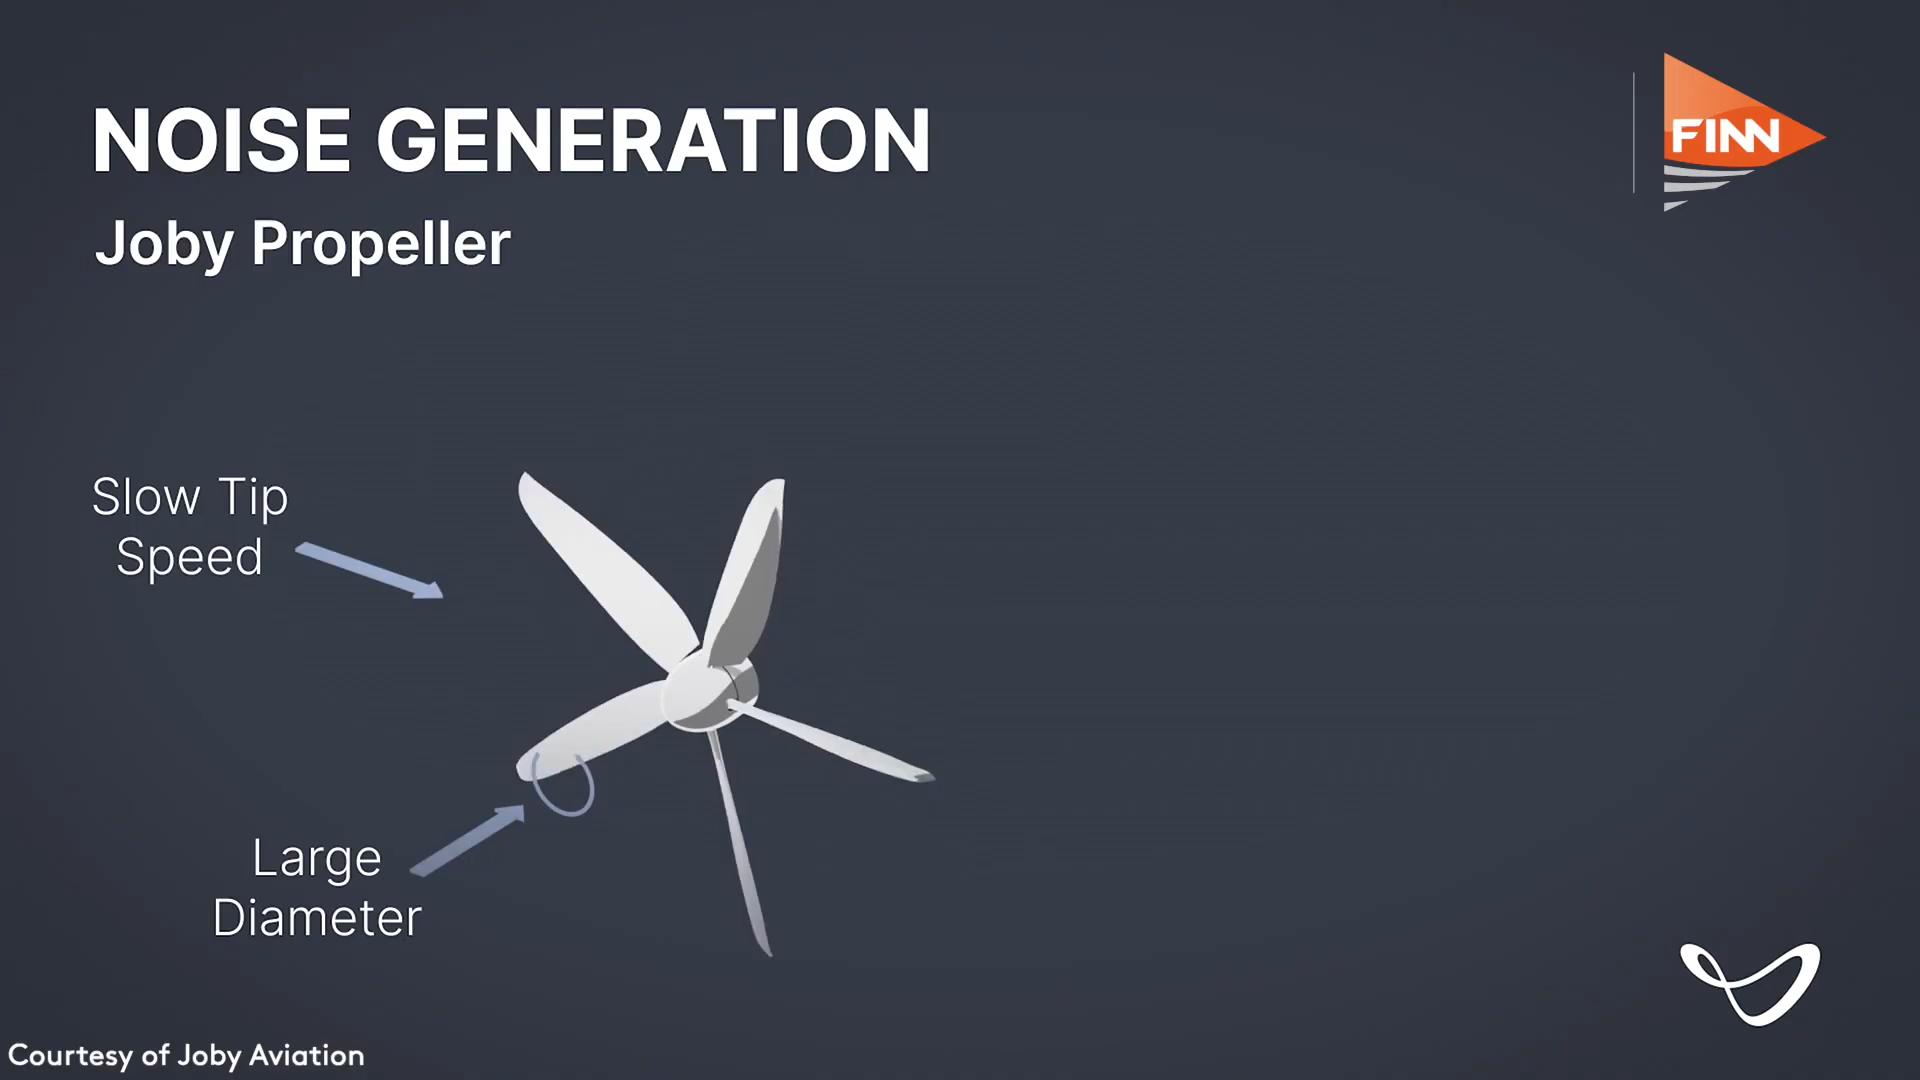 NOISE GENERATION
FINN
Joby Propeller
Slow Tip
Speed
Large
Diameter
Courtesy of Joby Aviation